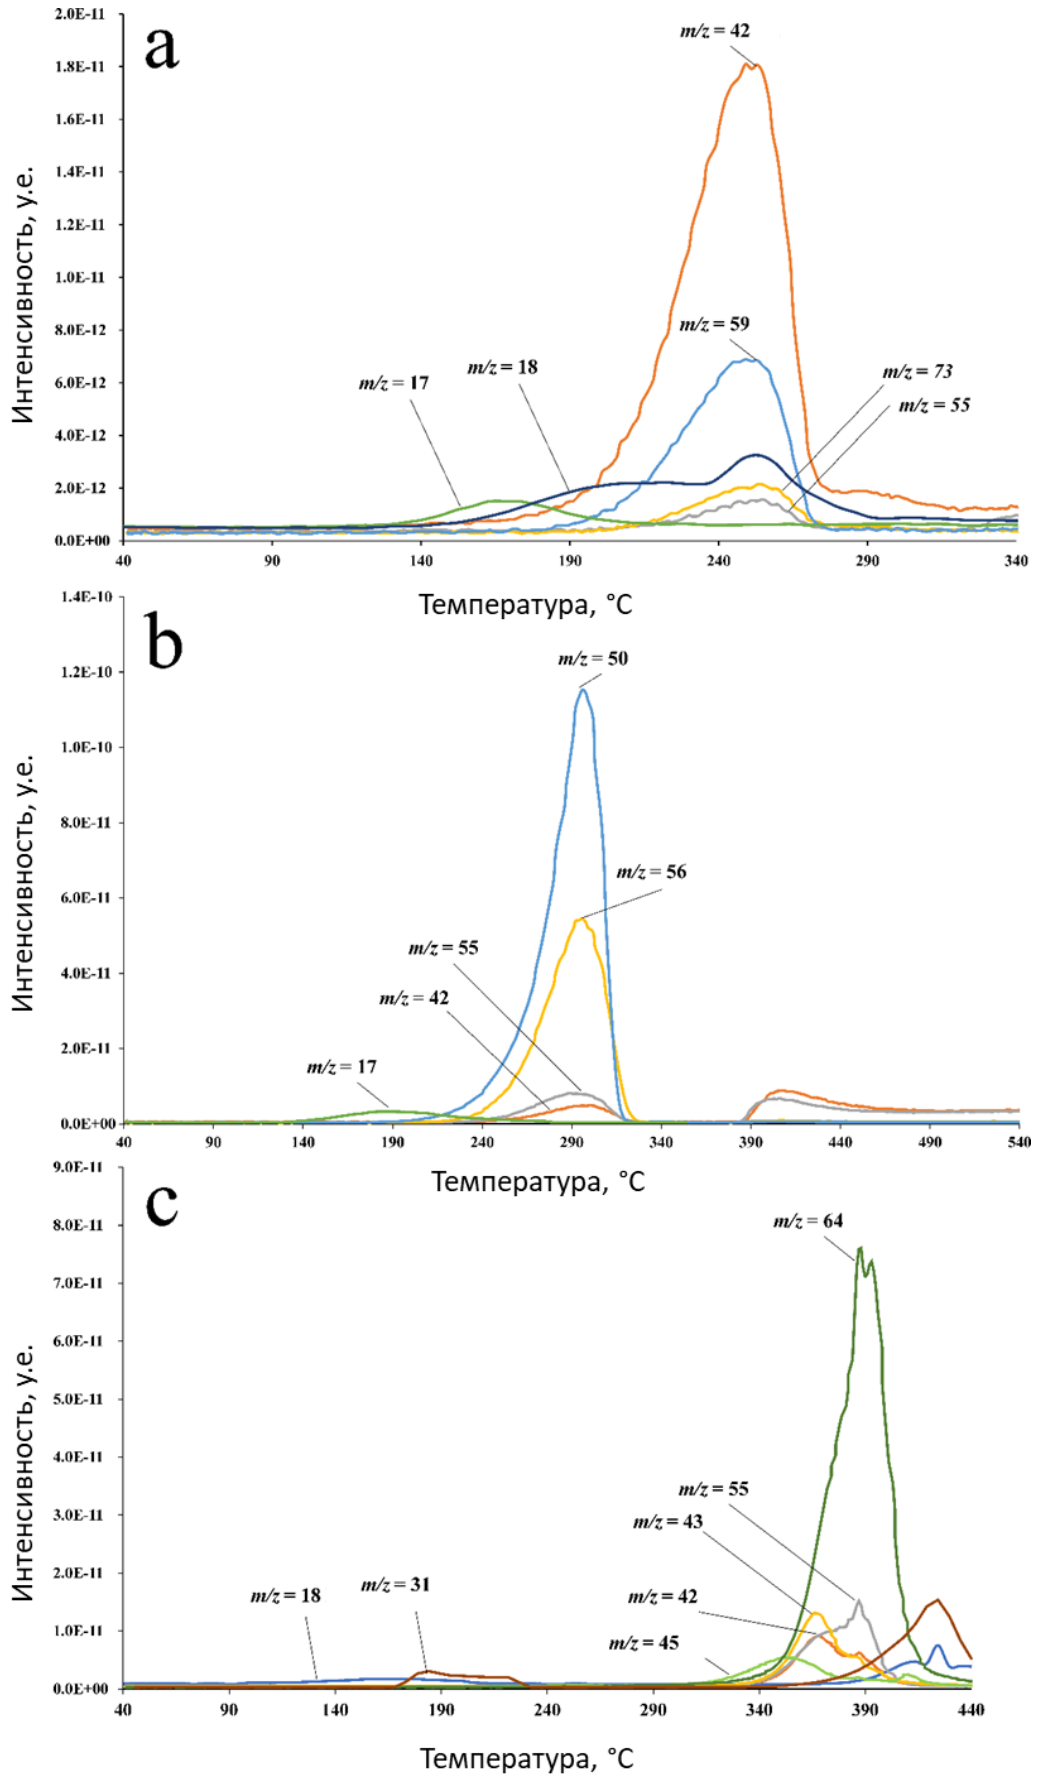 a
2.0E-11
1.8E-11
1.6E-11
1.4E-11
1.2E-11
1.0E-11
8.0E-12
6.0E-12
4.0E-12
2.0E-12
0.0E+00
Интенсивность, у.е.
m/z = 42
m/z = 59
m/z = 18
m/z = 17
m/z = 73
m/z = 55
40 90 140 190 240 290 340
Температура, °C
b
1.4E-10
1.2E-10
1.0E-10
8.0E-11
6.0E-11
4.0E-11
2.0E-11
0.0E+00
Интенсивность, у.е.
m/z = 50
m/z = 56
m/z = 55
m/z = 42
m/z = 17
40 90 140 190 240 290 340 390 440 490 540
Температура, °C
c
9.0E-11
8.0E-11
7.0E-11
6.0E-11
5.0E-11
4.0E-11
3.0E-11
2.0E-11
1.0E-11
0.0E+00
Интенсивность, у.е.
m/z = 64
m/z = 55
m/z = 43
m/z = 42
m/z = 45
m/z = 31
m/z = 18
40 90 140 190 240 290 340 390 440
Температура, °C